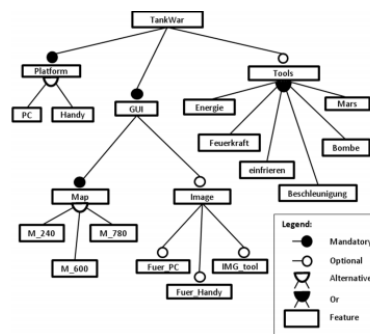 TankWar
Platform
Tools
PC
Handy
GUI
Energie
Mars
Feuerkraft
Bombe
einfrieren
Beschleunigung
Map
Image
M_240
M_780
M_600
Fuer_PC
IMG_tool
Fuer_Handy
Legend:
Mandatory
Optional
Alternative
Or
Feature